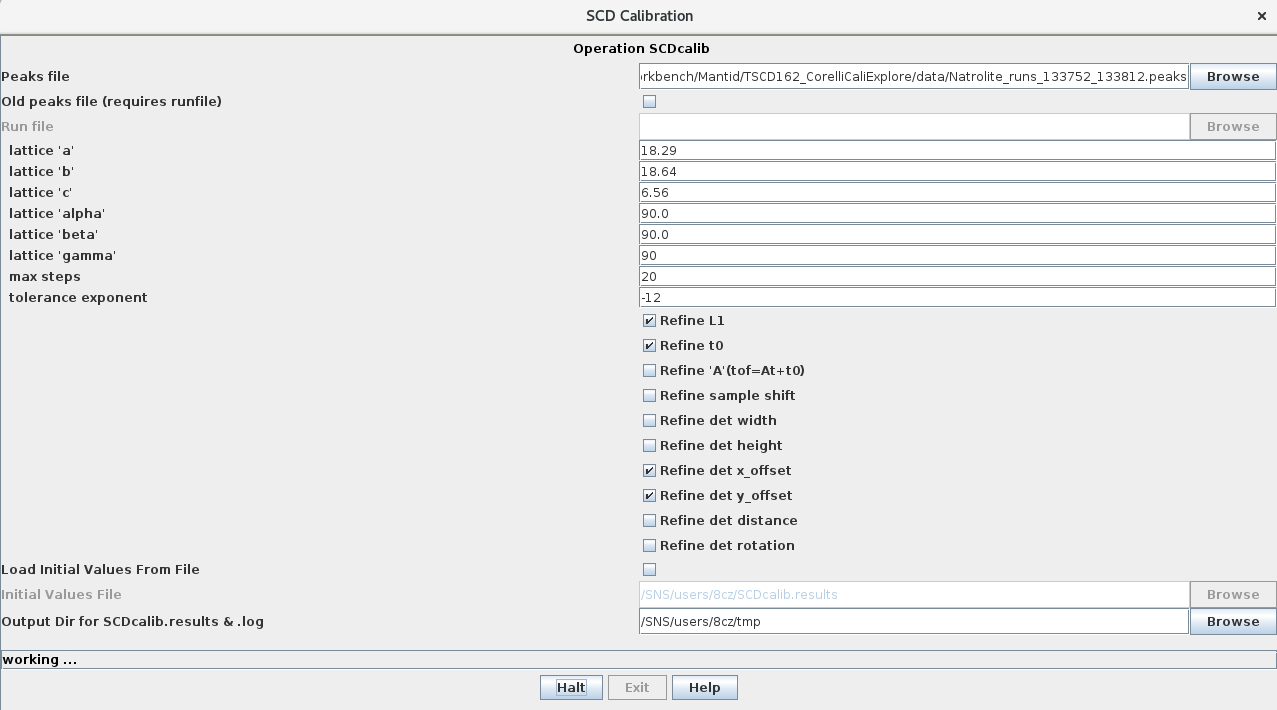 SCD Calibration ×
Operation SCDcalib
Peaks file rkbench/Mantid/TSCD162_CorelliCaliExplore/data/Natrolite_runs_133752_133812.peaks Browse
Old peaks file (requires runfile)
Run file Browse
lattice 'a' 18.29
lattice 'b' 18.64
lattice 'c' 6.56
lattice 'alpha' 90.0
lattice 'beta' 90.0
lattice 'gamma' 90
max steps 20
tolerance exponent -12
Refine L1
Refine t0
Refine 'A'(tof=At+t0)
Refine sample shift
Refine det width
Refine det height
Refine det x_offset
Refine det y_offset
Refine det distance
Refine det rotation
Load Initial Values From File
Initial Values File /SNS/users/8cz/SCDcalib.results Browse
Output Dir for SCDcalib.results & .log /SNS/users/8cz/tmp Browse
working ...
Halt Exit Help